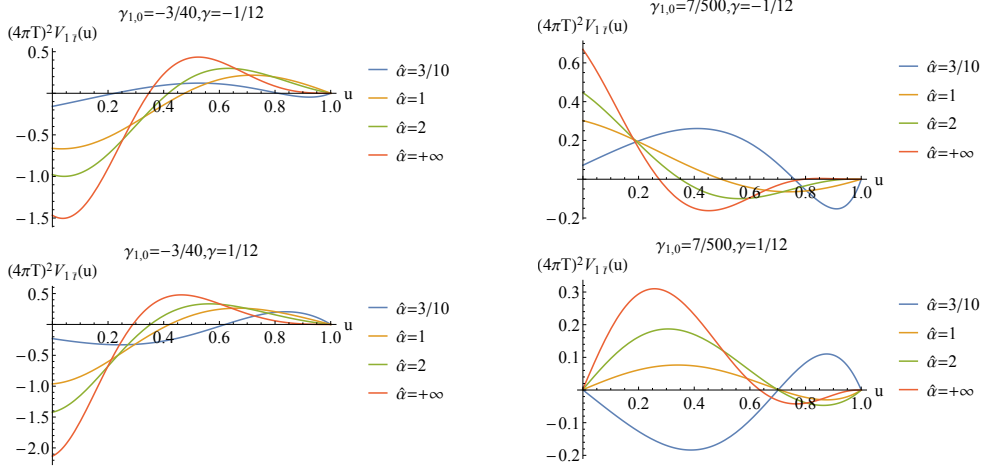 γ₁,₀=−3/40,γ=−1/12
(4πT)²V₁ t̄(u)
0.5
0.2 0.4 0.6 0.8 1.0 u
−0.5
−1.0
−1.5
α̂=3/10
α̂=1
α̂=2
α̂=+∞
γ₁,₀=7/500,γ=−1/12
(4πT)²V₁ t̄(u)
0.6
0.4
0.2
0.2 0.4 0.6 0.8 1.0 u
−0.2
α̂=3/10
α̂=1
α̂=2
α̂=+∞
γ₁,₀=−3/40,γ=1/12
(4πT)²V₁ t̄(u)
0.5
0.2 0.4 0.6 0.8 1.0 u
−0.5
−1.0
−1.5
−2.0
α̂=3/10
α̂=1
α̂=2
α̂=+∞
γ₁,₀=7/500,γ=1/12
(4πT)²V₁ t̄(u)
0.3
0.2
0.1
0.2 0.4 0.6 0.8 1.0 u
−0.1
−0.2
α̂=3/10
α̂=1
α̂=2
α̂=+∞